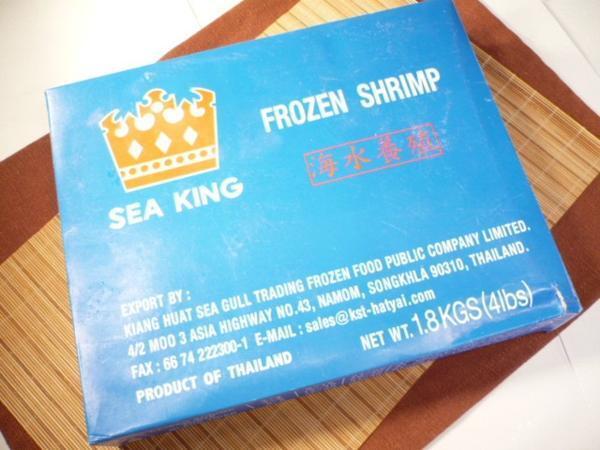 SEA KING
FROZEN SHRIMP
海水養殖
EXPORT BY :
KIANG HUAT SEA GULL TRADING FROZEN FOOD PUBLIC COMPANY LIMITED.
4/2 MOO 3 ASIA HIGHWAY NO.43, NAMOM, SONGKHLA 90310, THAILAND.
FAX : 66 74 222300-1 E-MAIL : sales@kst-hatyai.com
PRODUCT OF THAILAND
NET WT. 1.8 KGS (4lbs)